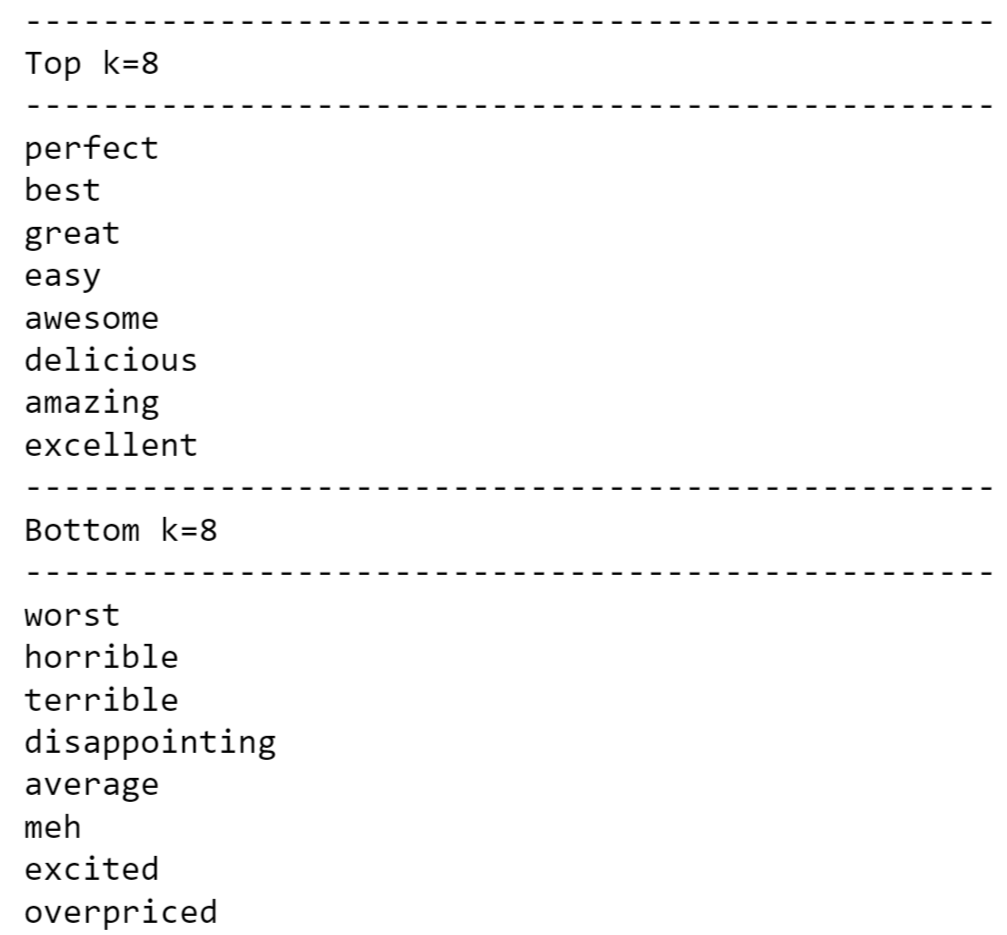 --------------------------------------------------
Top k=8
--------------------------------------------------
perfect
best
great
easy
awesome
delicious
amazing
excellent
--------------------------------------------------
Bottom k=8
--------------------------------------------------
worst
horrible
terrible
disappointing
average
meh
excited
overpriced